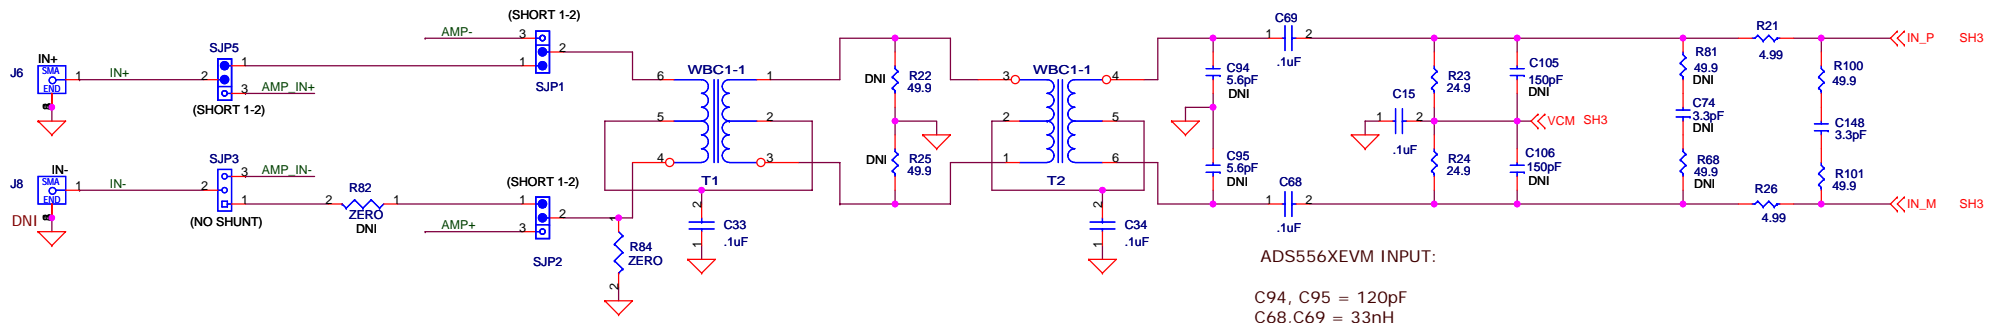 (SHORT 1-2)
AMP- 3
2
1
SJP1
J6
IN+
SMA
END
1
IN+
SJP5
1
2
3
AMP_IN+
(SHORT 1-2)
J8
IN-
SMA
END
DNI
1
IN-
SJP3
3
AMP_IN-
2
1
(NO SHUNT)
R82
2 1
ZERO
DNI
(SHORT 1-2)
1
2
AMP+ 3
SJP2
1
R84
ZERO
2
WBC1-1
6 1
5 2
4 3
T1
2
C33
1
.1uF
DNI
R22
49.9
DNI
R25
49.9
WBC1-1
3 4
2 5
1 6
T2
2
C34
1
.1uF
C94
5.6pF
DNI
C95
5.6pF
DNI
C69
1 2
.1uF
C68
1 2
.1uF
C15
1 2
.1uF
R23
24.9
R24
24.9
C105
150pF
DNI
VCM SH3
C106
150pF
DNI
R81
49.9
DNI
C74
3.3pF
DNI
R68
49.9
DNI
R21
4.99
R26
4.99
R100
49.9
C148
3.3pF
R101
49.9
IN_P SH3
IN_M SH3
ADS556XEVM INPUT:
C94, C95 = 120pF
C68,C69 = 33nH